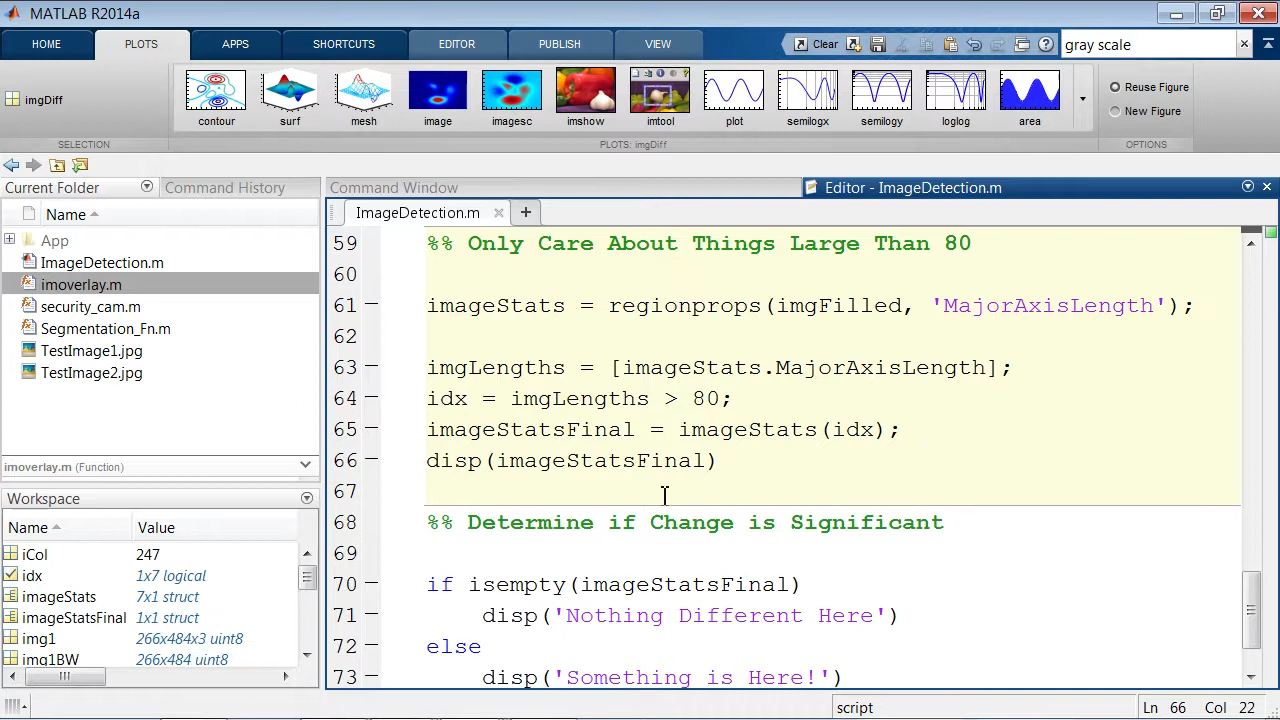 MATLAB R2014a
HOME PLOTS APPS SHORTCUTS EDITOR PUBLISH VIEW Clear gray scale
imgDiff
contour surf mesh image imagesc imshow imtool plot semilogx semilogy loglog area
Reuse Figure
New Figure
SELECTION PLOTS: imgDiff OPTIONS
Current Folder Command History
Name
App
ImageDetection.m
imoverlay.m
security_cam.m
Segmentation_Fn.m
TestImage1.jpg
TestImage2.jpg
imoverlay.m (Function)
Workspace
Name Value
iCol 247
idx 1x7 logical
imageStats 7x1 struct
imageStatsFinal 1x1 struct
img1 266x484x3 uint8
img1BW 266x484 uint8
Command Window Editor - ImageDetection.m
ImageDetection.m
59 %% Only Care About Things Large Than 80
60
61 imageStats = regionprops(imgFilled, 'MajorAxisLength');
62
63 imgLengths = [imageStats.MajorAxisLength];
64 idx = imgLengths > 80;
65 imageStatsFinal = imageStats(idx);
66 disp(imageStatsFinal)
67
68 %% Determine if Change is Significant
69
70 if isempty(imageStatsFinal)
71 disp('Nothing Different Here')
72 else
73 disp('Something is Here!')
script Ln 66 Col 22